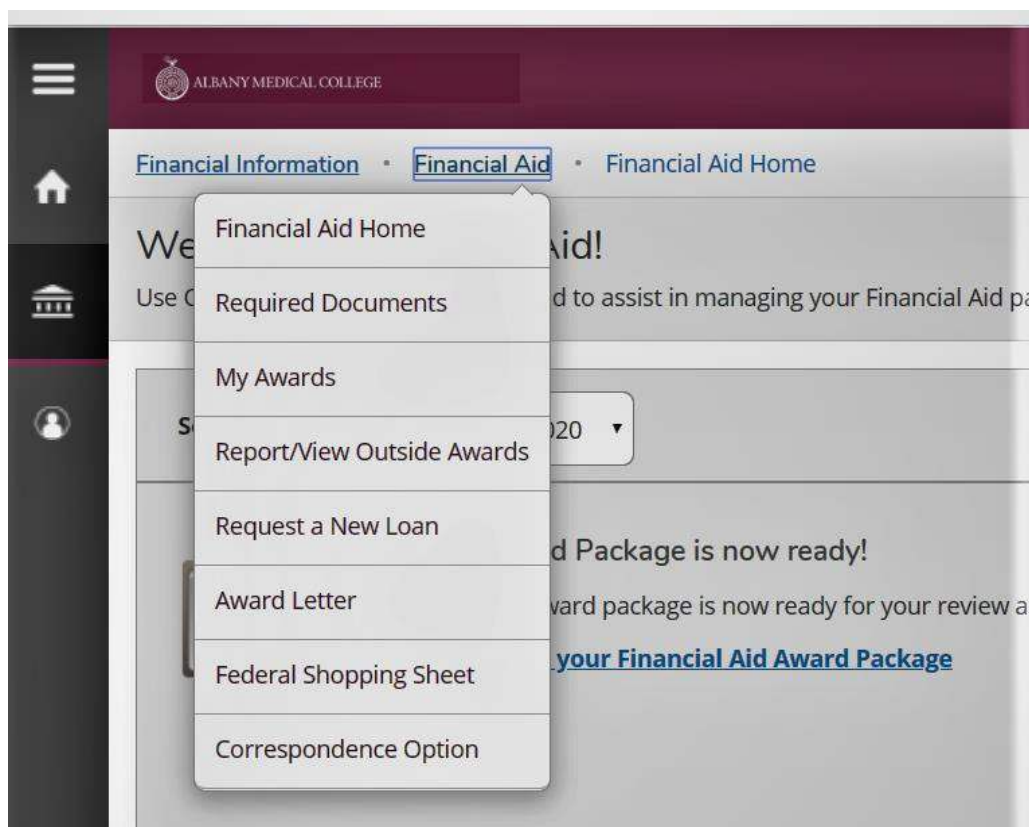 ALBANY MEDICAL COLLEGE
Financial Information • Financial Aid • Financial Aid Home
We Aid!
Use d to assist in managing your Financial Aid
Financial Aid Home
Required Documents
My Awards
Report/View Outside Awards
Request a New Loan
Award Letter
Federal Shopping Sheet
Correspondence Option
020
d Package is now ready!
ward package is now ready for your review a
your Financial Aid Award Package